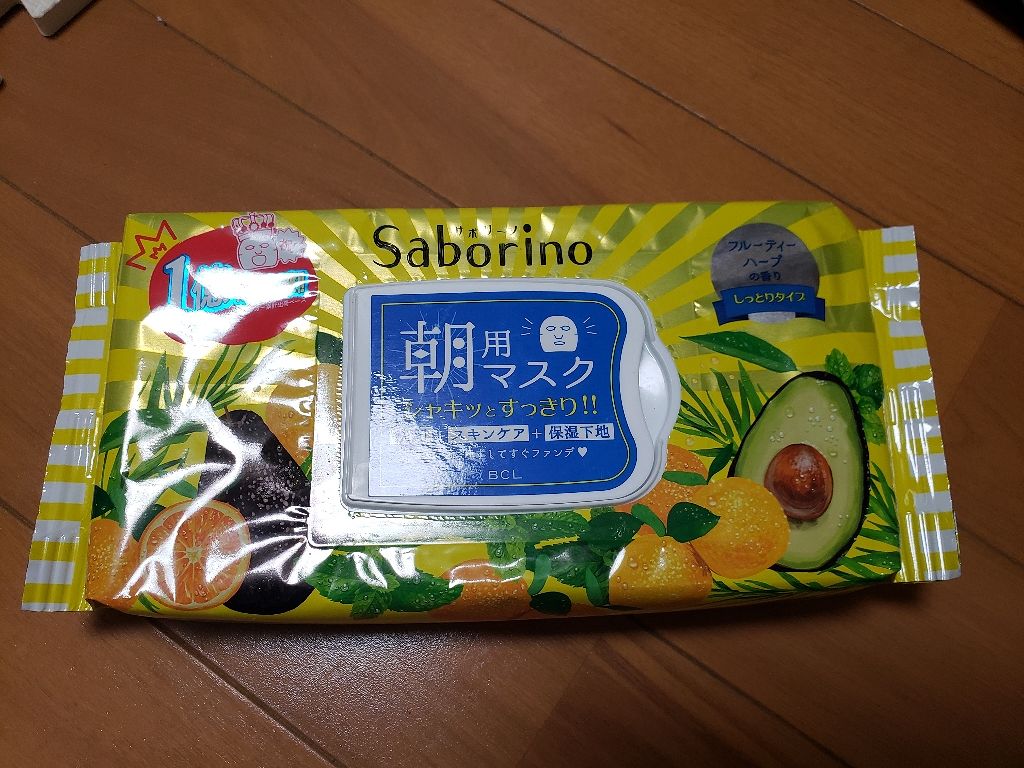 サボリーノ
Saborino
1億
フルーティー
ハーブ
の香り
しっとりタイプ
朝用
マスク
シャキッとすっきり!!
スキンケア+保湿下地
してすぐファンデ♥
BCL